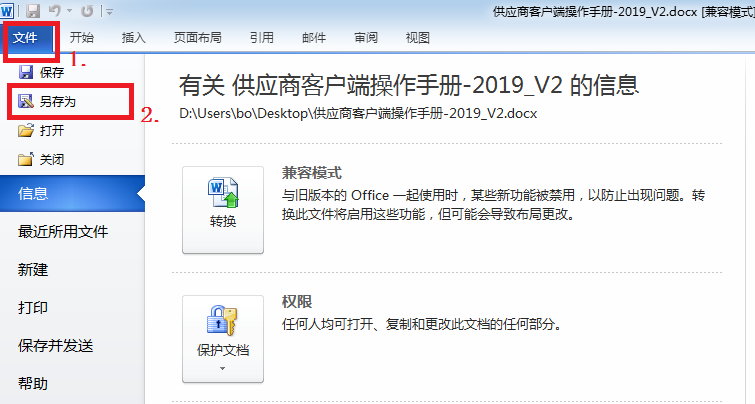 供应商客户端操作手册-2019_V2.docx [兼容模式]
文件 开始 插入 页面布局 引用 邮件 审阅 视图
1.
保存
另存为
2.
打开
关闭
信息
最近所用文件
新建
打印
保存并发送
帮助
有关 供应商客户端操作手册-2019_V2 的信息
D:\Users\bo\Desktop\供应商客户端操作手册-2019_V2.docx
转换
兼容模式
与旧版本的 Office 一起使用时，某些新功能被禁用，以防止出现问题。转
换此文件将启用这些功能，但可能会导致布局更改。
保护文档
权限
任何人均可打开、复制和更改此文档的任何部分。